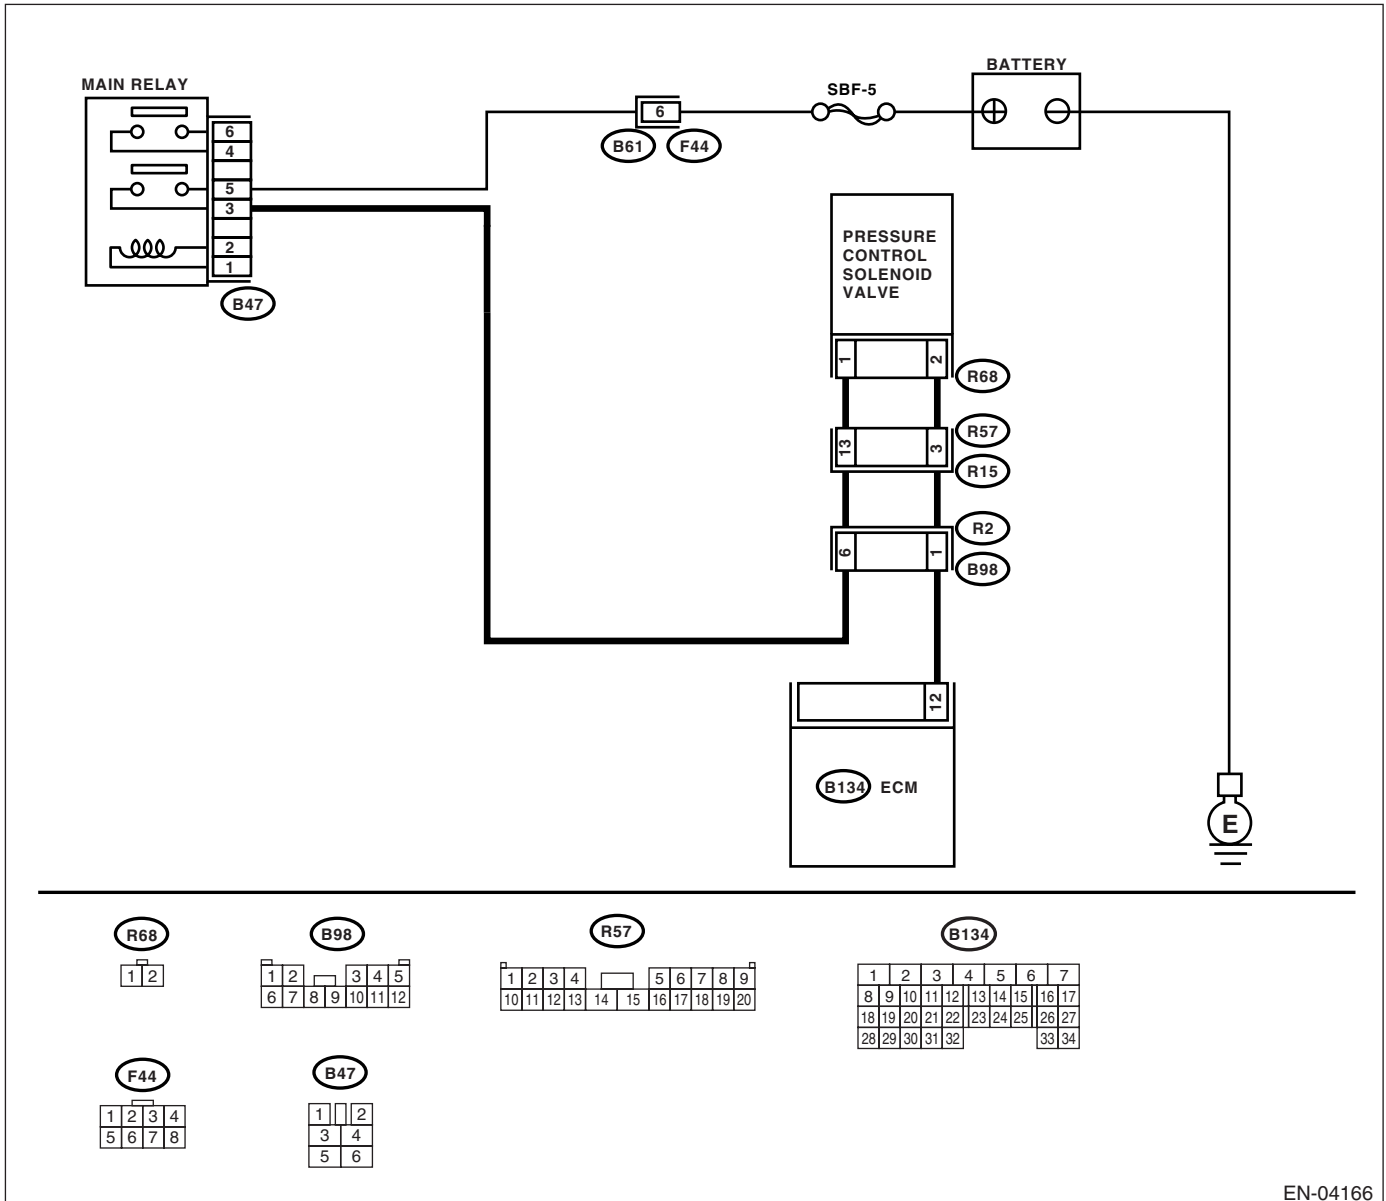 BATTERY
MAIN RELAY
SBF-5
6
B61 F44
6
4
5
3
2
1
B47
PRESSURE
CONTROL
SOLENOID
VALVE
1 2
R68
R57
13 3
R15
R2
6 1
B98
12
B134 ECM
E
R68
1 2
B98
1 2 3 4 5
6 7 8 9 10 11 12
R57
1 2 3 4 5 6 7 8 9
10 11 12 13 14 15 16 17 18 19 20
B134
1 2 3 4 5 6 7
8 9 10 11 12 13 14 15 16 17
18 19 20 21 22 23 24 25 26 27
28 29 30 31 32 33 34
F44
1 2 3 4
5 6 7 8
B47
1 2
3 4
5 6
EN-04166